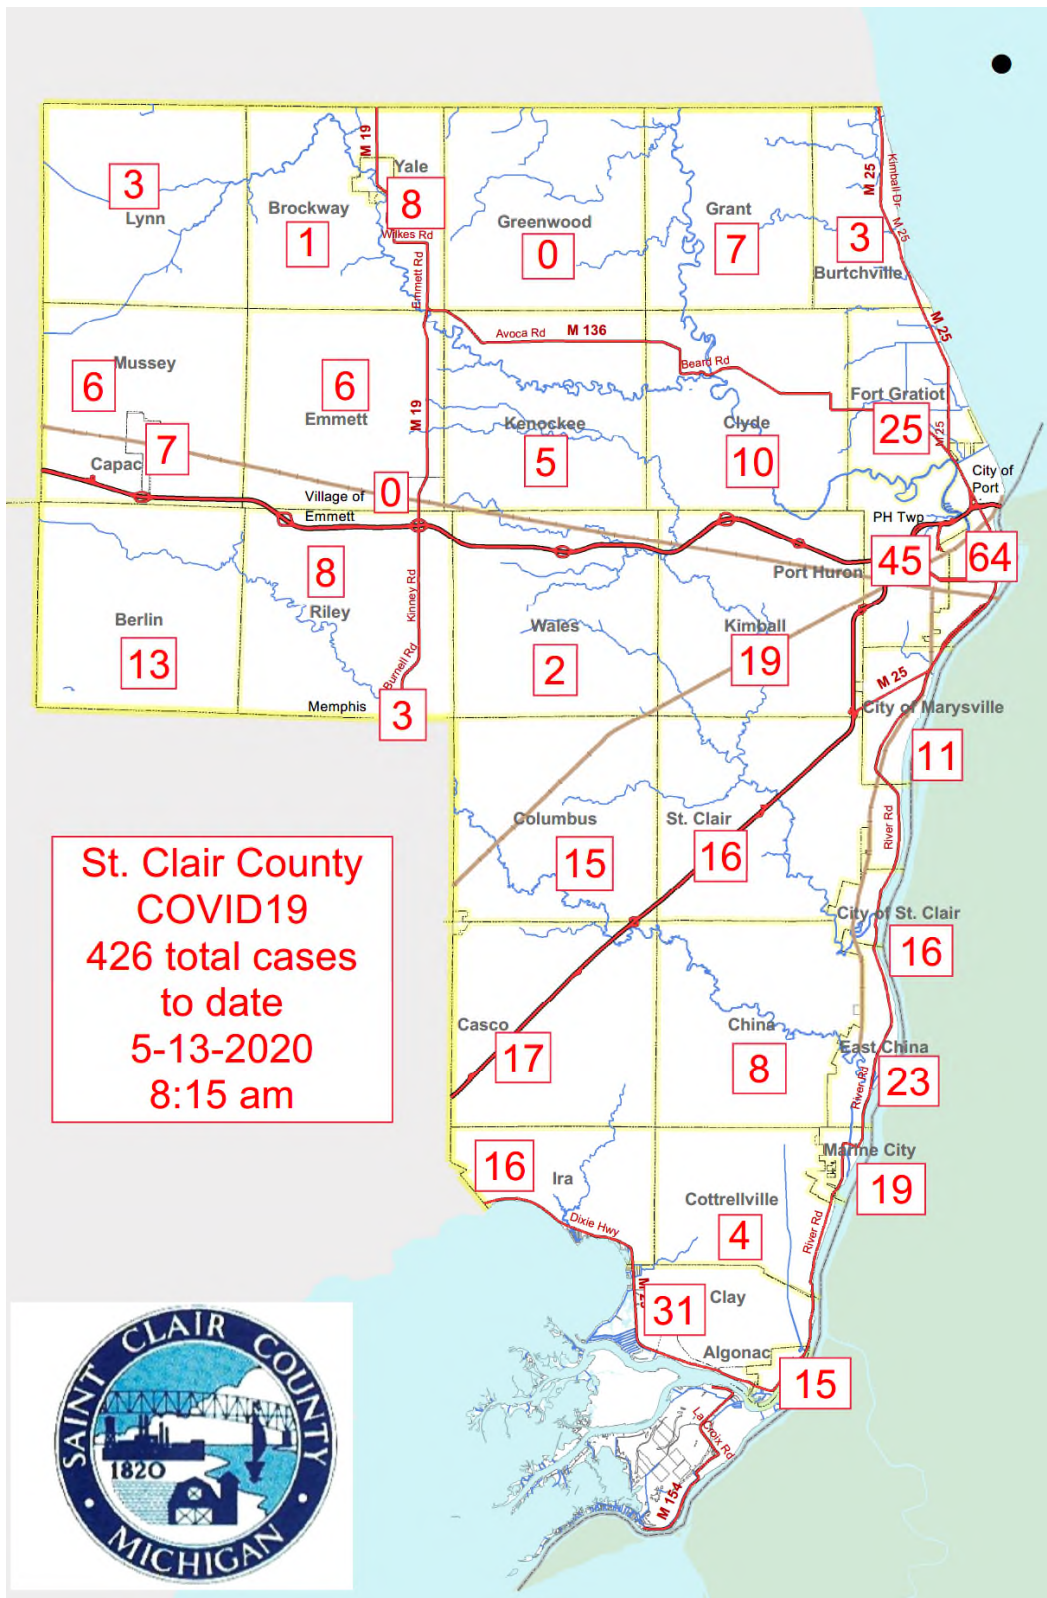 M 19
Yale
8
3
Lynn
Brockway
1
Wilkes Rd
Emmett Rd
Greenwood
0
Grant
7
M 25
Kimball Dr
M 25
3
Burtchville
M 25
Avoca Rd
M 136
Beard Rd
Mussey
6
6
Emmett
M 19
Fort Gratiot
25
M 25
Kenockee
5
Clyde
10
7
Capac
0
Village of
Emmett
City of
Port
PH Twp
45
64
Port Huron
8
Riley
Kinney Rd
Berlin
13
Wales
2
Kimball
19
Burnell Rd
M 25
Memphis
3
City of Marysville
11
River Rd
Columbus
15
St. Clair
16
St. Clair County
COVID19
426 total cases
to date
5-13-2020
8:15 am
City of St. Clair
16
Casco
17
China
8
East China
23
River Rd
Marine City
19
16
Ira
Cottrellville
4
Dixie Hwy
River Rd
31
Clay
Algonac
15
La Croix Rd
M 154
SAINT CLAIR COUNTY
1820
MICHIGAN